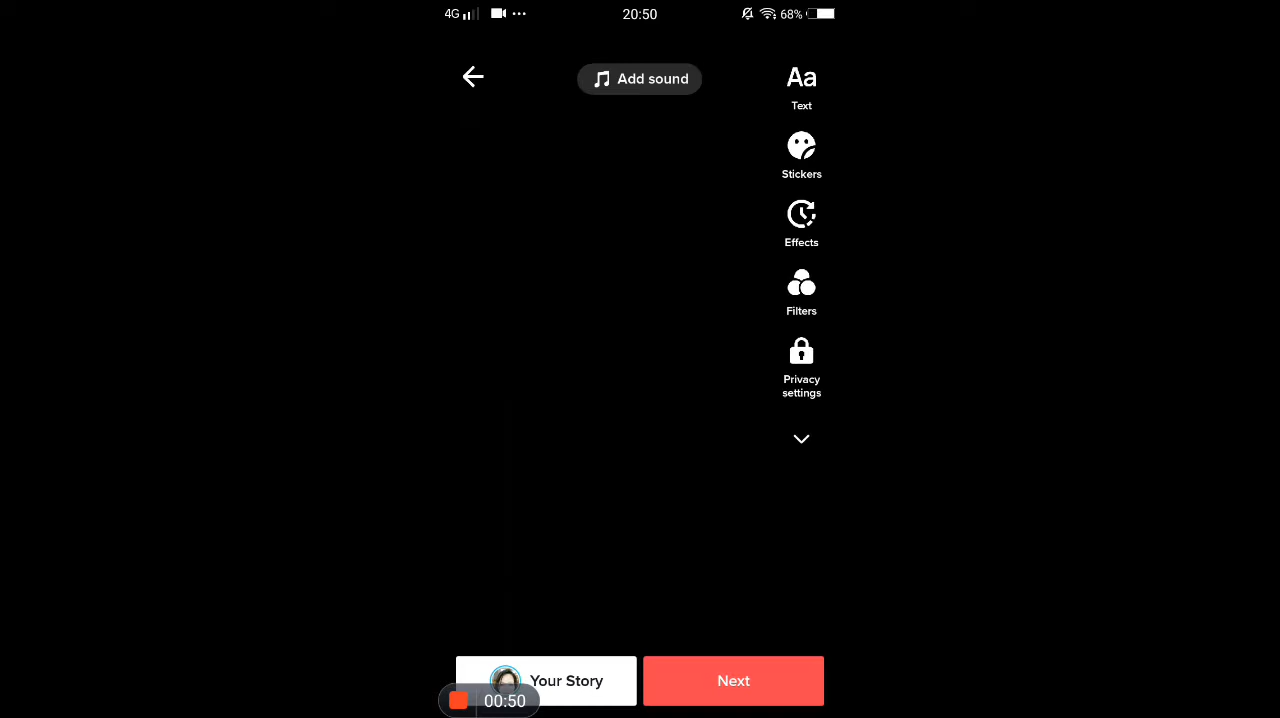 4G 20:50 68%
Add sound
Aa
Text
Stickers
Effects
Filters
Privacy
settings
Your Story
Next
00:50